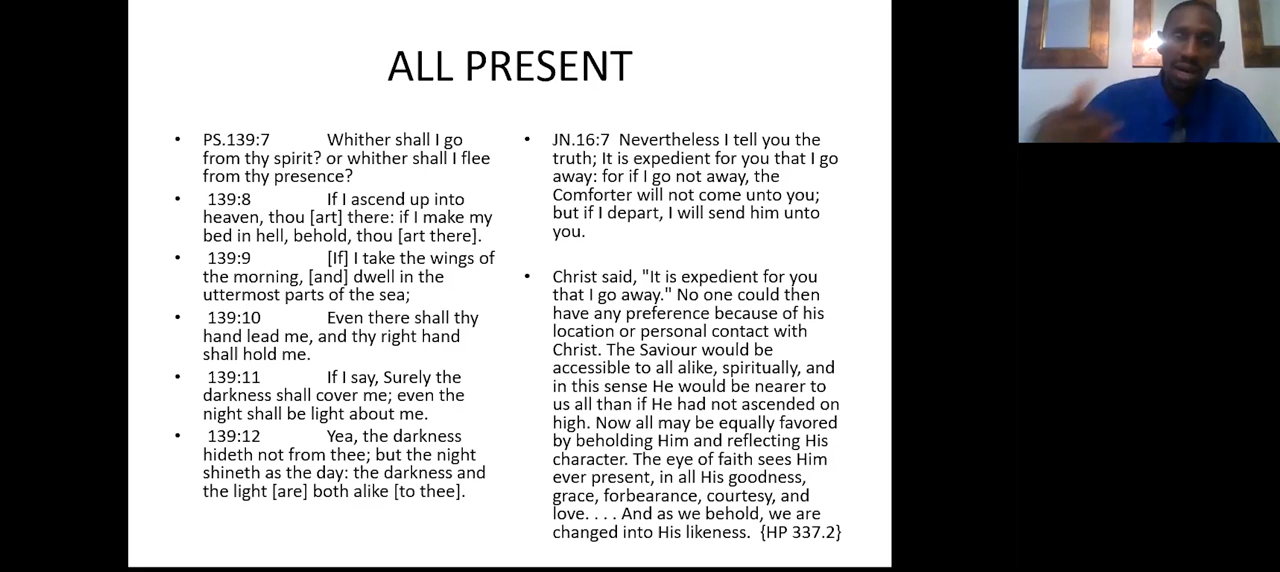 ALL PRESENT
• PS.139:7 Whither shall I go
from thy spirit? or whither shall I flee
from thy presence?
• 139:8 If I ascend up into
heaven, thou [art] there: if I make my
bed in hell, behold, thou [art there].
• 139:9 [If] I take the wings of
the morning, [and] dwell in the
uttermost parts of the sea;
• 139:10 Even there shall thy
hand lead me, and thy right hand
shall hold me.
• 139:11 If I say, Surely the
darkness shall cover me; even the
night shall be light about me.
• 139:12 Yea, the darkness
hideth not from thee; but the night
shineth as the day: the darkness and
the light [are] both alike [to thee].
• JN.16:7 Nevertheless I tell you the
truth; It is expedient for you that I go
away: for if I go not away, the
Comforter will not come unto you;
but if I depart, I will send him unto
you.
• Christ said, "It is expedient for you
that I go away." No one could then
have any preference because of his
location or personal contact with
Christ. The Saviour would be
accessible to all alike, spiritually, and
in this sense He would be nearer to
us all than if He had not ascended on
high. Now all may be equally favored
by beholding Him and reflecting His
character. The eye of faith sees Him
ever present, in all His goodness,
grace, forbearance, courtesy, and
love. . . . And as we behold, we are
changed into His likeness. {HP 337.2}